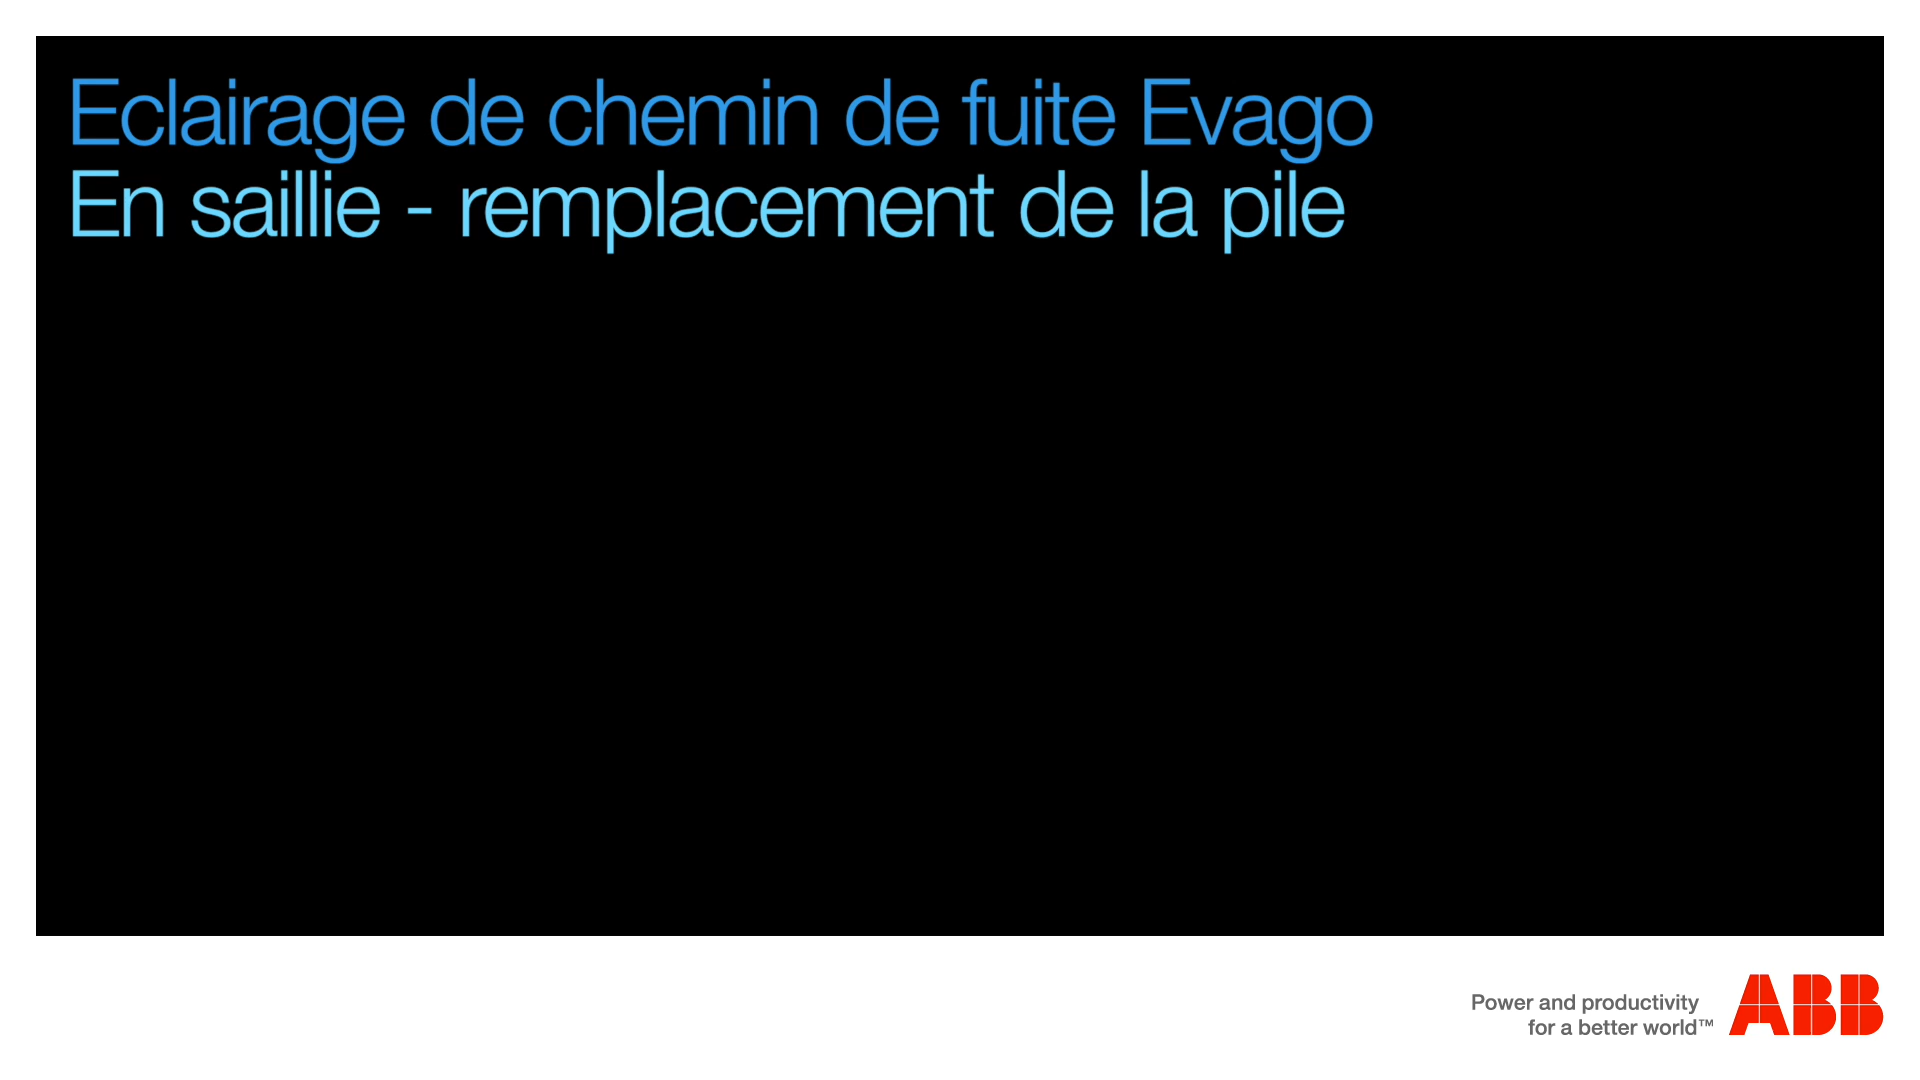 Eclairage de chemin de fuite Evago
En saillie - remplacement de la pile
Power and productivity
for a better world™
ABB